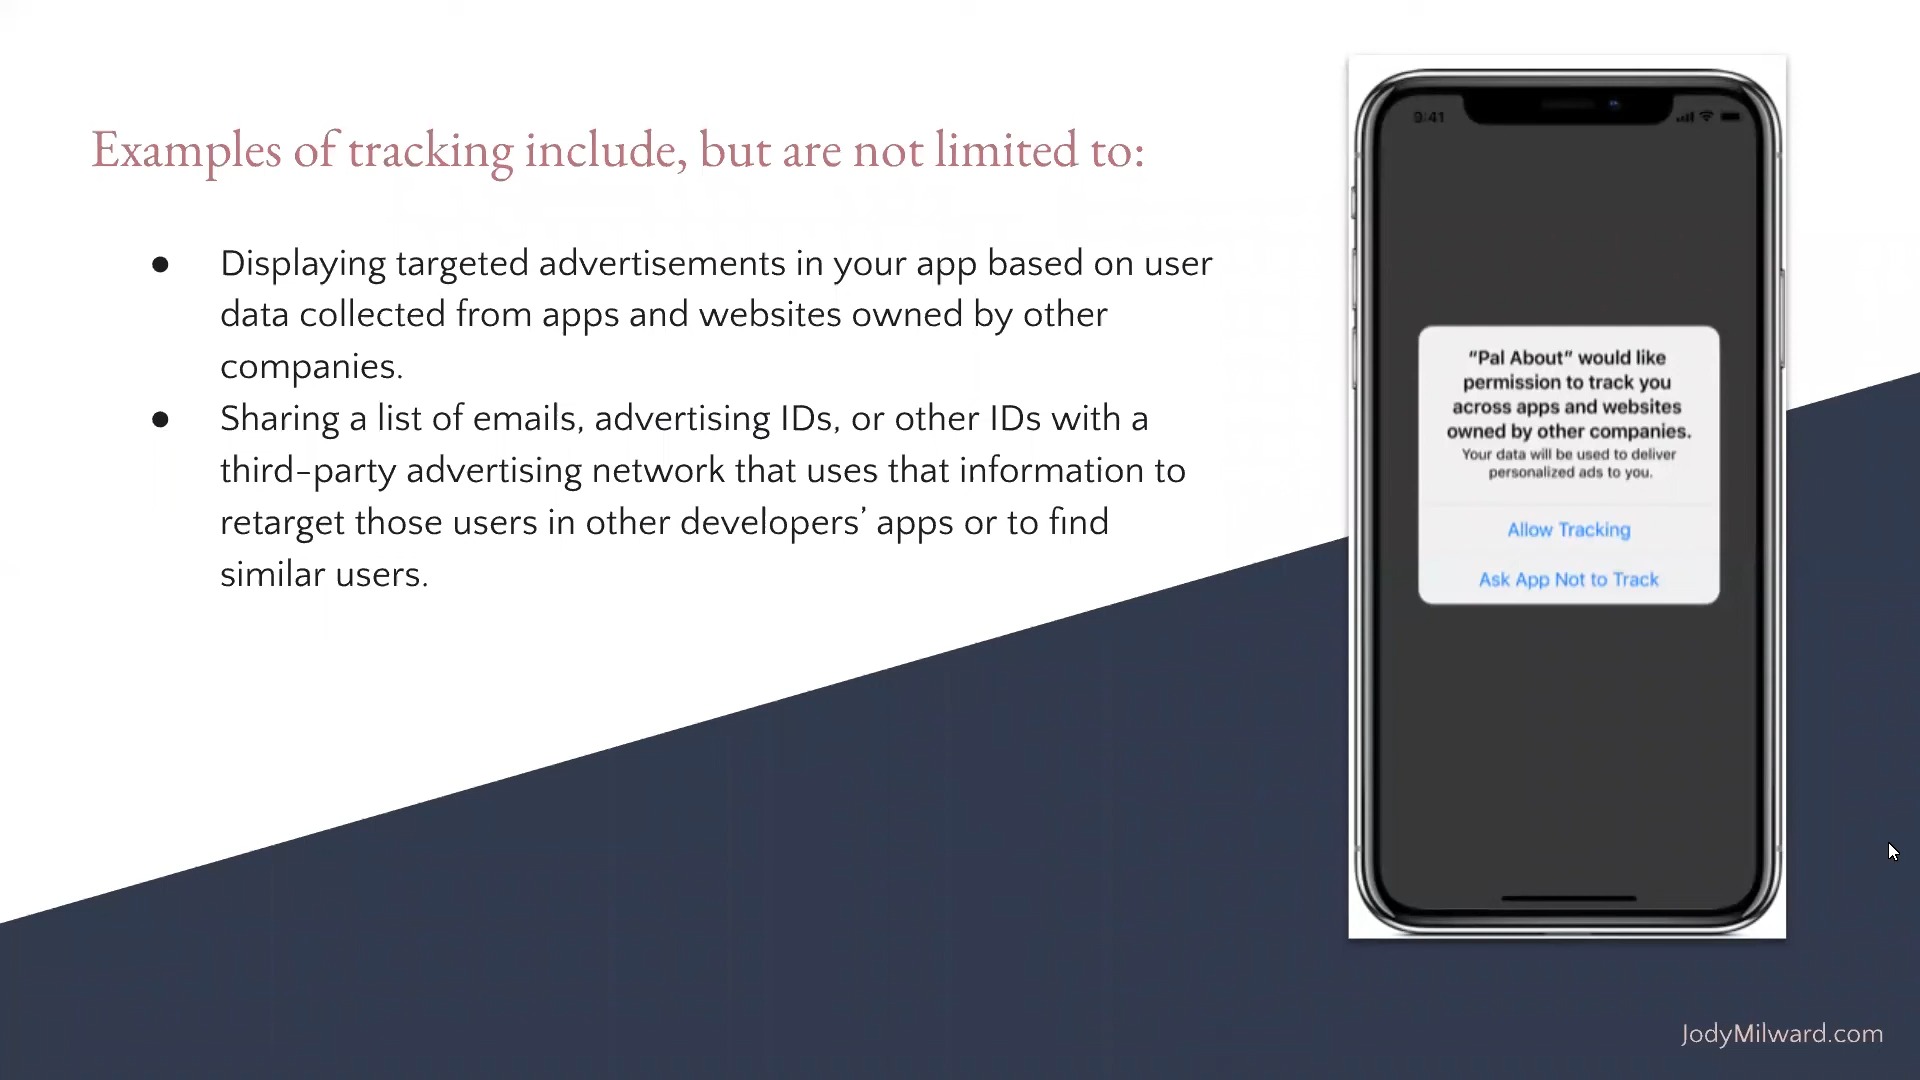 Examples of tracking include, but are not limited to:
● Displaying targeted advertisements in your app based on user
data collected from apps and websites owned by other
companies.
● Sharing a list of emails, advertising IDs, or other IDs with a
third-party advertising network that uses that information to
retarget those users in other developers’ apps or to find
similar users.
9:41
“Pal About” would like
permission to track you
across apps and websites
owned by other companies.
Your data will be used to deliver
personalized ads to you.
Allow Tracking
Ask App Not to Track
JodyMilward.com